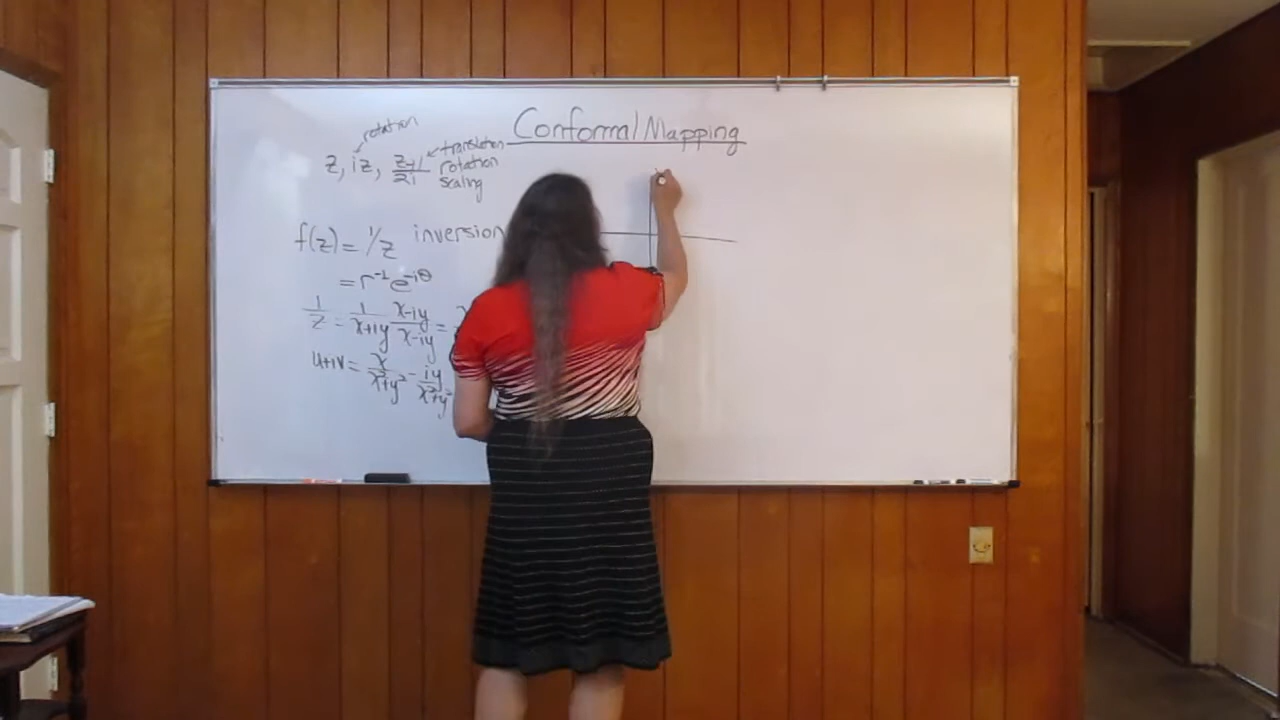 Conformal Mapping
rotation
z, iz, z+1/2i translation
rotation
scaling
f(z) = 1/z inversion
= r⁻¹e⁻ⁱᶿ
1/z = 1/x+iy x-iy/x-iy =
u+iv = x/x²+y² - iy/x²+y²